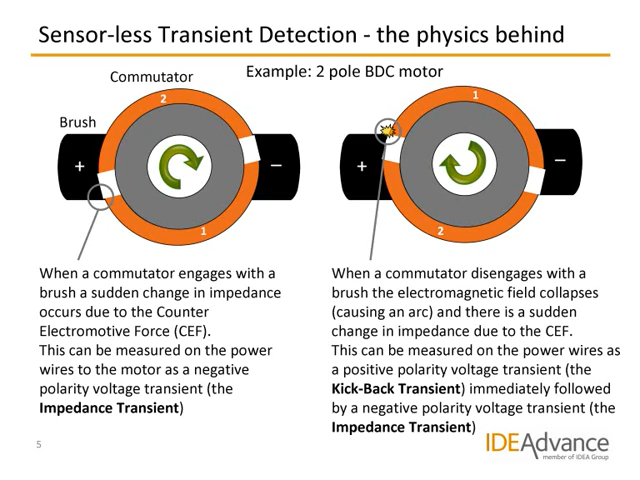 Sensor-less Transient Detection - the physics behind
Commutator
Example: 2 pole BDC motor
2
1
Brush
+
−
+
−
1
2
When a commutator engages with a
brush a sudden change in impedance
occurs due to the Counter
Electromotive Force (CEF).
This can be measured on the power
wires to the motor as a negative
polarity voltage transient (the
Impedance Transient)
When a commutator disengages with a
brush the electromagnetic field collapses
(causing an arc) and there is a sudden
change in impedance due to the CEF.
This can be measured on the power wires as
a positive polarity voltage transient (the
Kick-Back Transient) immediately followed
by a negative polarity voltage transient (the
Impedance Transient)
5
IDEAdvance
member of IDEA Group